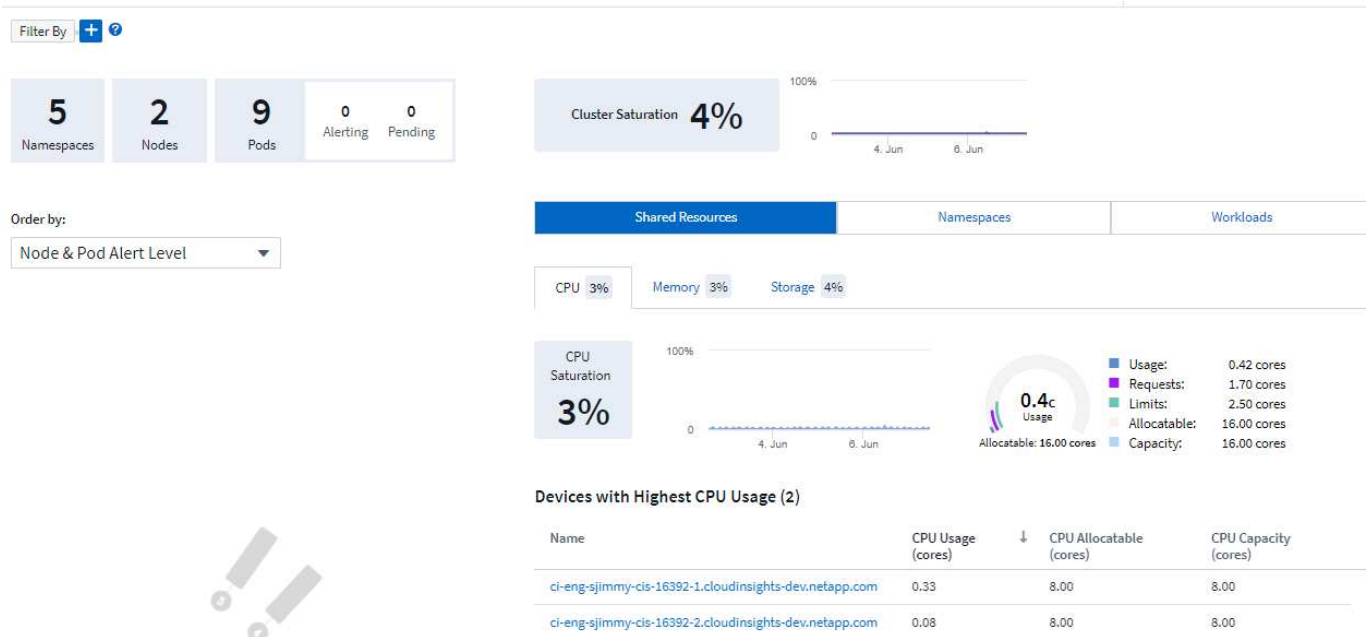 Filter By + ?
5
Namespaces
2
Nodes
9
Pods
0
Alerting
0
Pending
Cluster Saturation 4%
100%
0
4. Jun 6. Jun
Order by:
Node & Pod Alert Level
Shared Resources Namespaces Workloads
CPU 3% Memory 3% Storage 4%
CPU
Saturation
3%
100%
0
4. Jun 6. Jun
0.4c
Usage
Allocatable: 16.00 cores
Usage: 0.42 cores
Requests: 1.70 cores
Limits: 2.50 cores
Allocatable: 16.00 cores
Capacity: 16.00 cores
Devices with Highest CPU Usage (2)
Name CPU Usage (cores) ↓ CPU Allocatable (cores) CPU Capacity (cores)
ci-eng-sjimmy-cis-16392-1.cloudinsights-dev.netapp.com 0.33 8.00 8.00
ci-eng-sjimmy-cis-16392-2.cloudinsights-dev.netapp.com 0.08 8.00 8.00